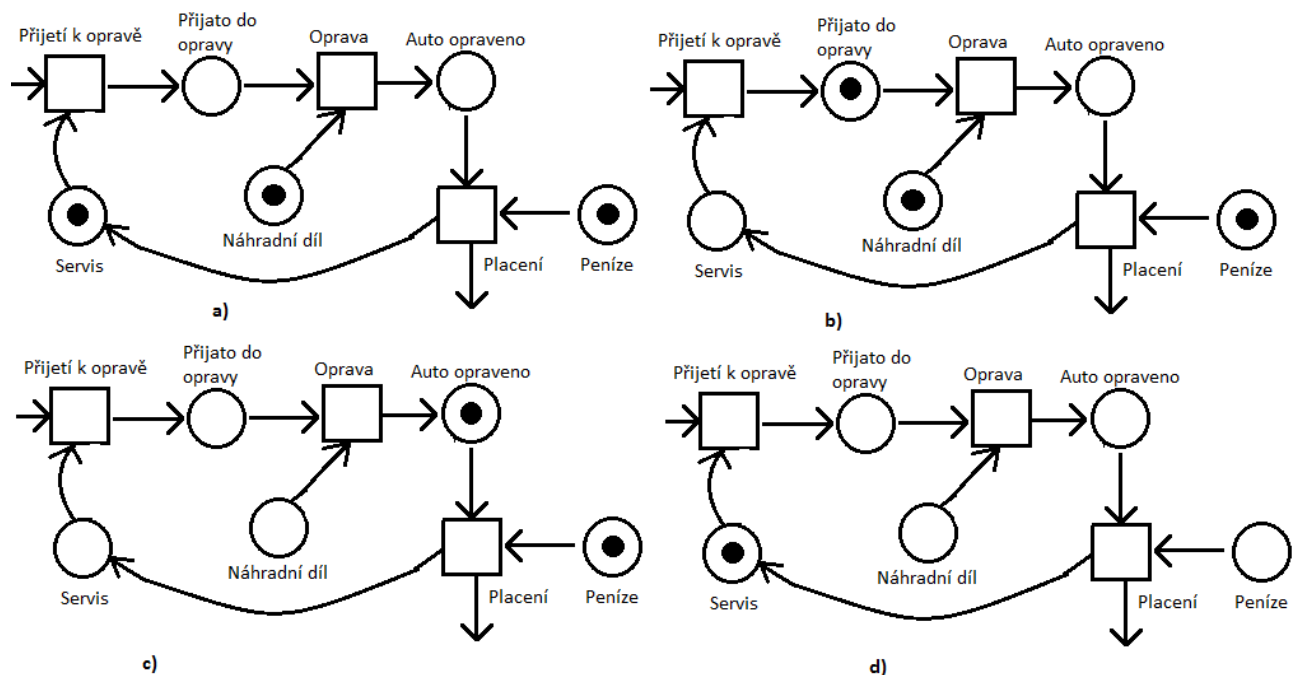 Přijetí k opravě
Přijato do
opravy
Oprava
Auto opraveno
Servis
Náhradní díl
Placení
Peníze
a)
Přijetí k opravě
Přijato do
opravy
Oprava
Auto opraveno
Servis
Náhradní díl
Placení
Peníze
b)
Přijetí k opravě
Přijato do
opravy
Oprava
Auto opraveno
Servis
Náhradní díl
Placení
Peníze
c)
Přijetí k opravě
Přijato do
opravy
Oprava
Auto opraveno
Servis
Náhradní díl
Placení
Peníze
d)